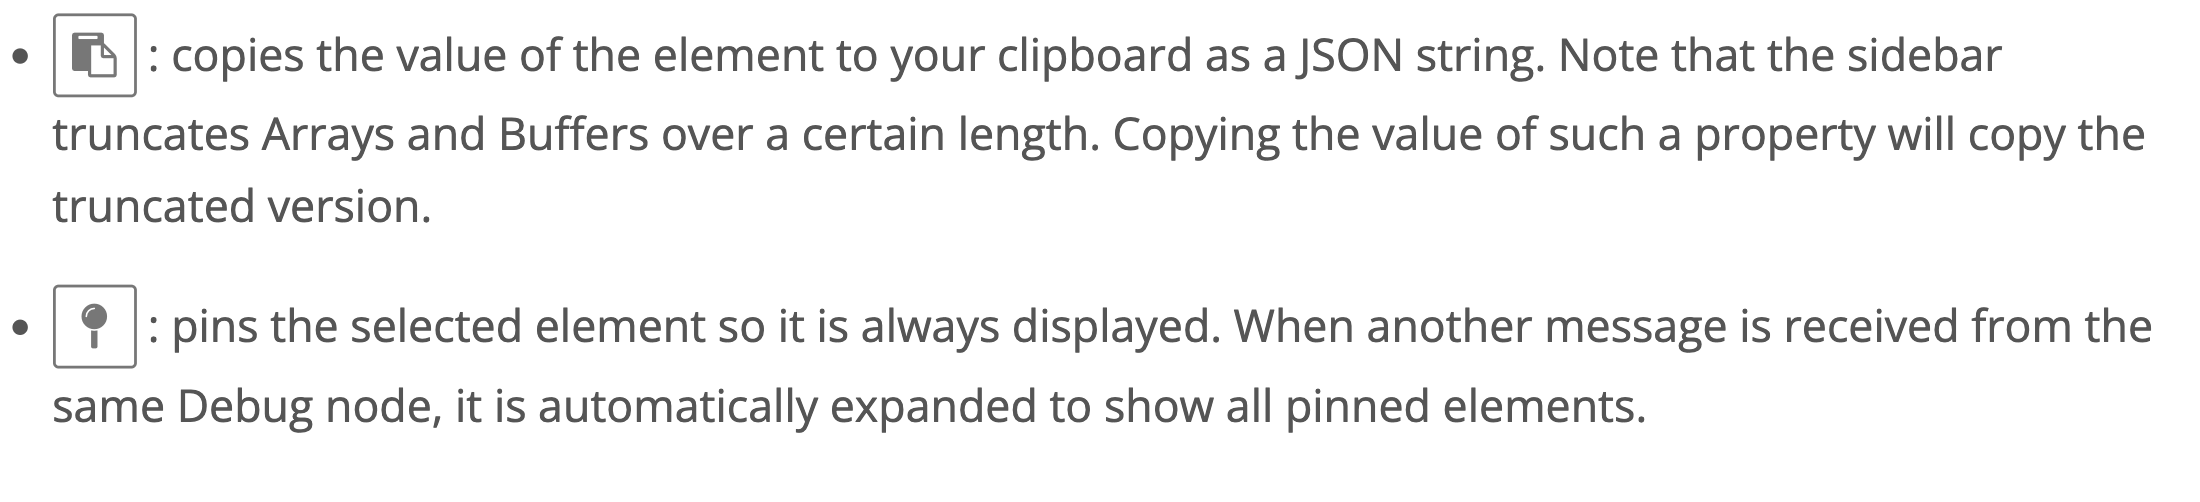 • : copies the value of the element to your clipboard as a JSON string. Note that the sidebar
truncates Arrays and Buffers over a certain length. Copying the value of such a property will copy the
truncated version.
• : pins the selected element so it is always displayed. When another message is received from the
same Debug node, it is automatically expanded to show all pinned elements.